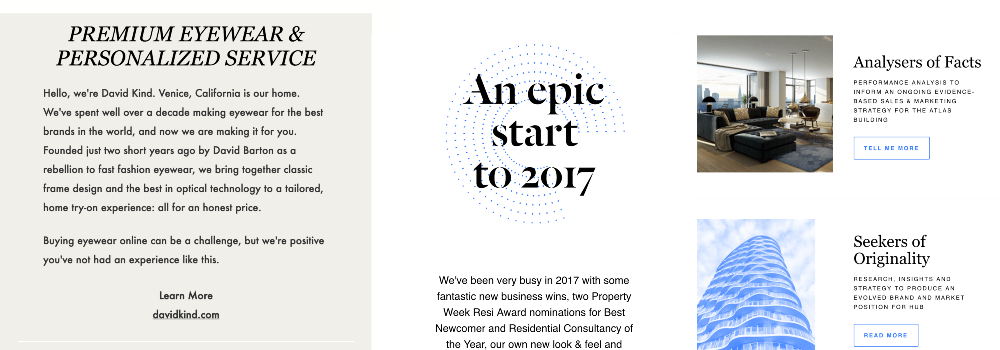 PREMIUM EYEWEAR &
PERSONALIZED SERVICE
Hello, we're David Kind. Venice, California is our home.
We've spent well over a decade making eyewear for the best
brands in the world, and now we are making it for you.
Founded just two short years ago by David Barton as a
rebellion to fast fashion eyewear, we bring together classic
frame design and the best in optical technology to a tailored,
home try-on experience: all for an honest price.
Buying eyewear online can be a challenge, but we're positive
you've not had an experience like this.
Learn More
davidkind.com
An epic
start
to 2017
We've been very busy in 2017 with some
fantastic new business wins, two Property
Week Resi Award nominations for Best
Newcomer and Residential Consultancy of
the Year, our own new look & feel and
Analysers of Facts
PERFORMANCE ANALYSIS TO
INFORM AN ONGOING EVIDENCE-
BASED SALES & MARKETING
STRATEGY FOR THE ATLAS
BUILDING
TELL ME MORE
Seekers of
Originality
RESEARCH, INSIGHTS AND
STRATEGY TO PRODUCE AN
EVOLVED BRAND AND MARKET
POSITION FOR HUB
READ MORE